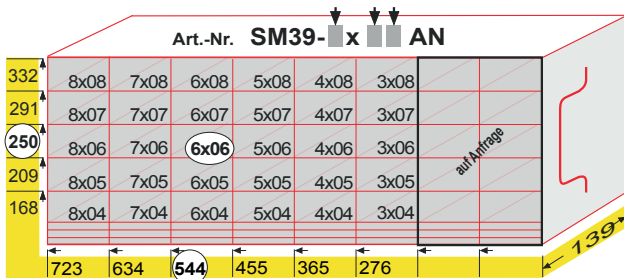 Art.-Nr. SM39- x AN
332 8x08 7x08 6x08 5x08 4x08 3x08
291 8x07 7x07 6x07 5x07 4x07 3x07
250 8x06 7x06 6x06 5x06 4x06 3x06
209 8x05 7x05 6x05 5x05 4x05 3x05
168 8x04 7x04 6x04 5x04 4x04 3x04
auf Anfrage
723 634 544 455 365 276
139